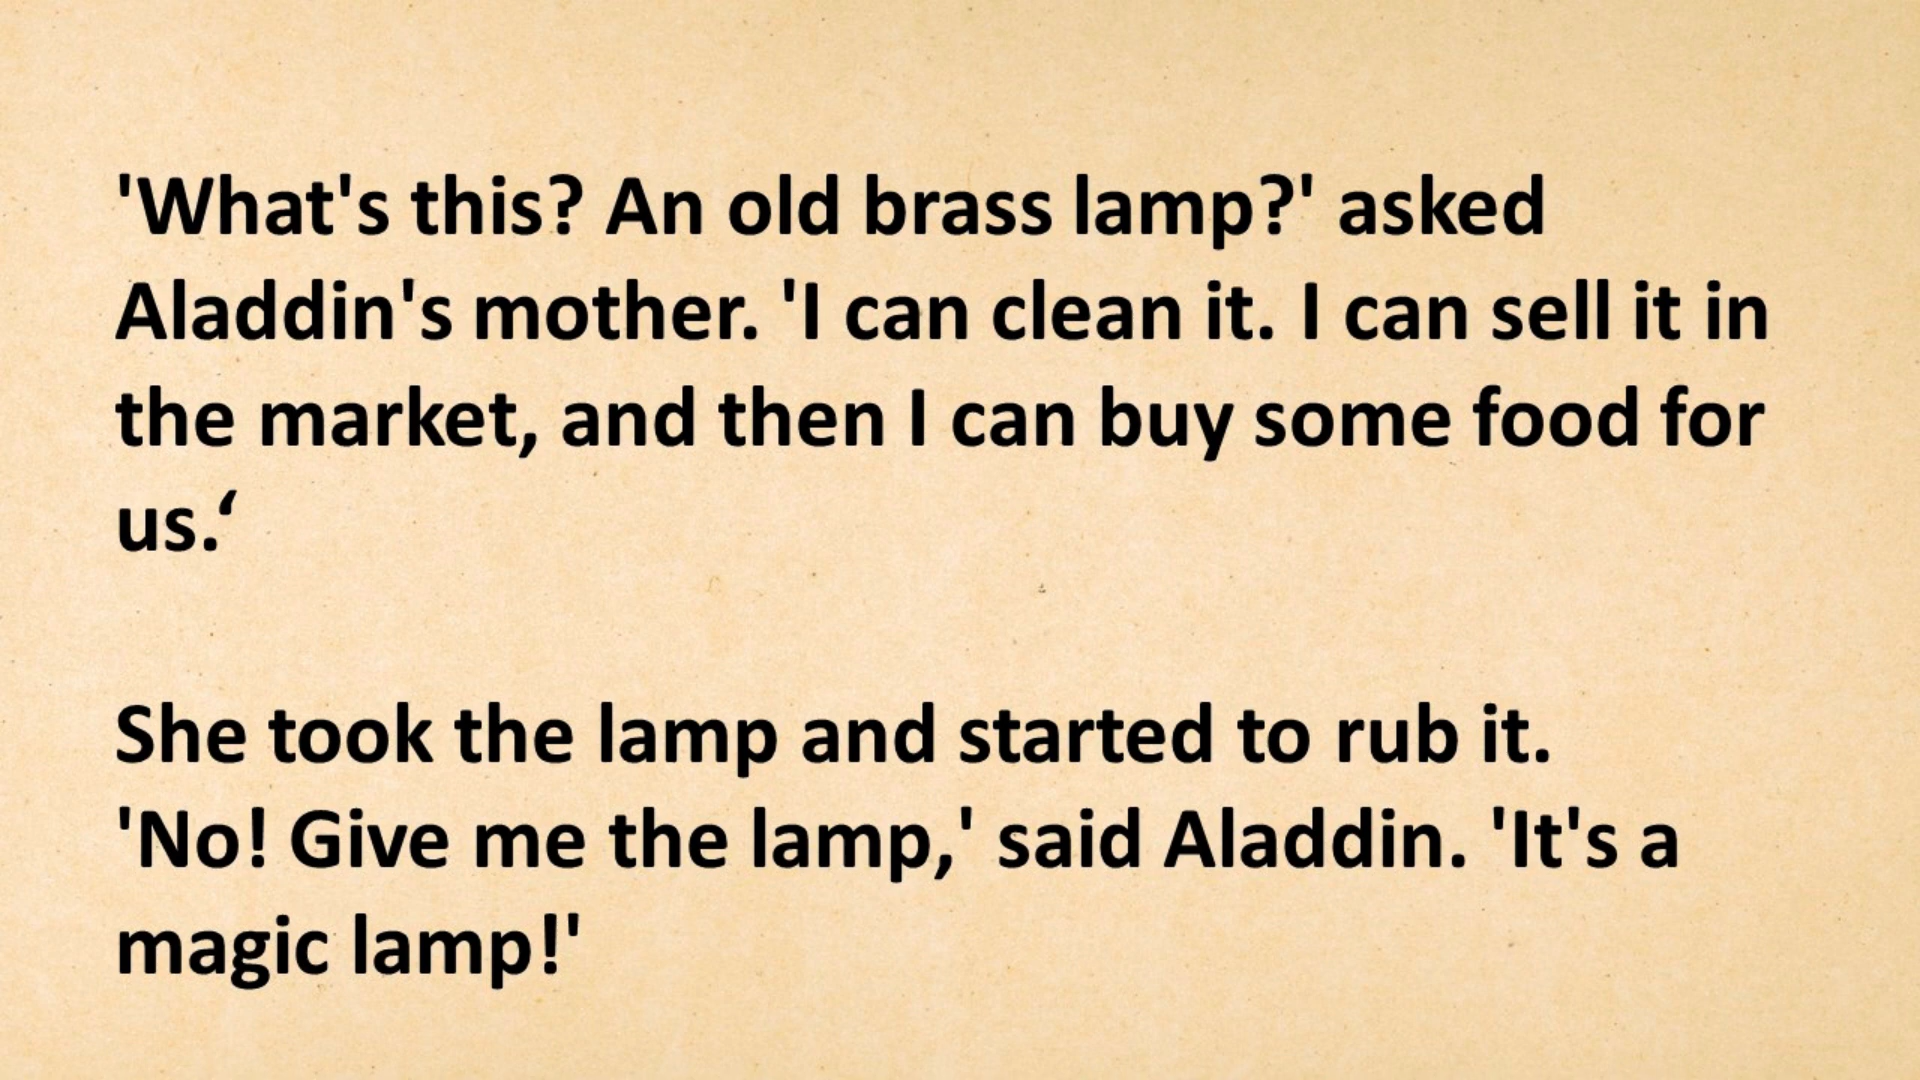 'What's this? An old brass lamp?' asked
Aladdin's mother. 'I can clean it. I can sell it in
the market, and then I can buy some food for
us.‘
She took the lamp and started to rub it.
'No! Give me the lamp,' said Aladdin. 'It's a
magic lamp!'